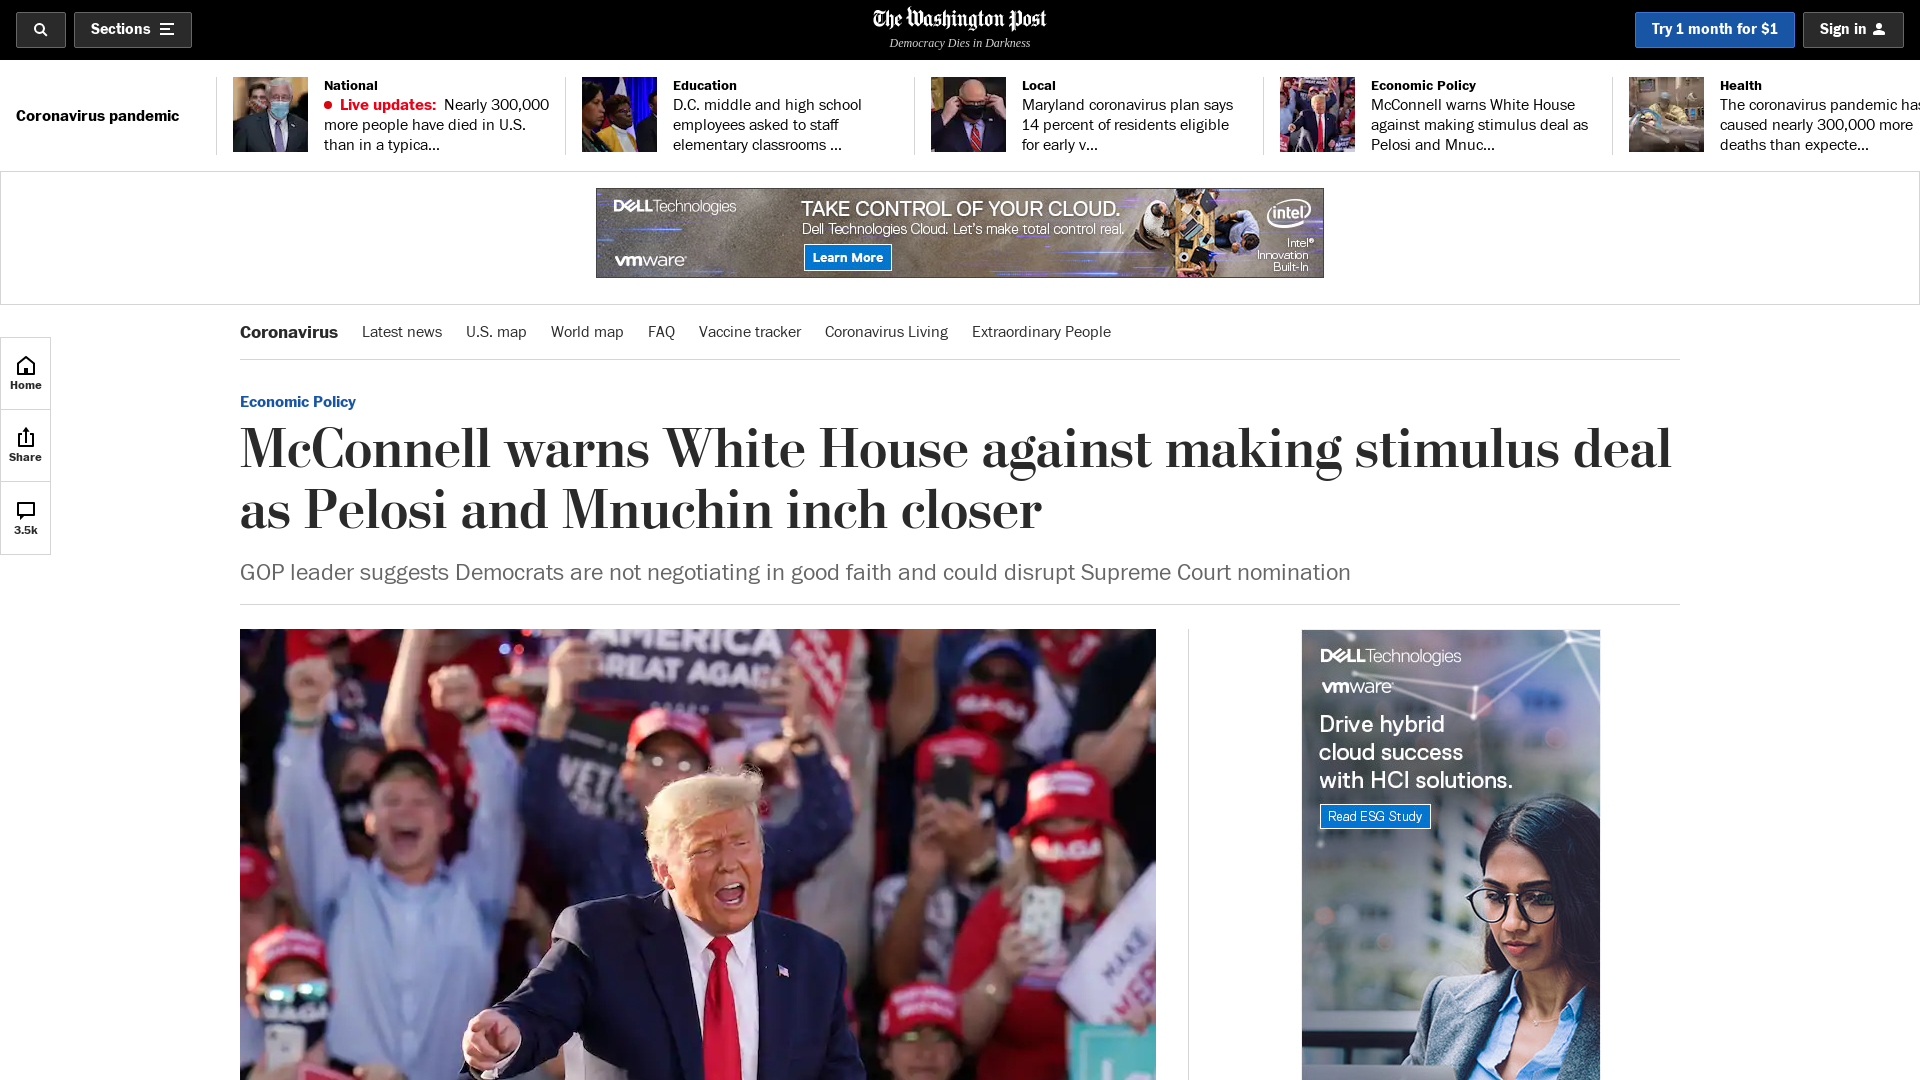 Sections
The Washington Post
Democracy Dies in Darkness
Try 1 month for $1
Sign in
Coronavirus pandemic
National
Live updates: Nearly 300,000
more people have died in U.S.
than in a typica...
Education
D.C. middle and high school
employees asked to staff
elementary classrooms ...
Local
Maryland coronavirus plan says
14 percent of residents eligible
for early v...
Economic Policy
McConnell warns White House
against making stimulus deal as
Pelosi and Mnuc...
Health
The coronavirus pandemic has
caused nearly 300,000 more
deaths than expecte...
DELLTechnologies
vmware
TAKE CONTROL OF YOUR CLOUD.
Dell Technologies Cloud. Let's make total control real.
Learn More
intel
Intel®
Innovation
Built-In
Coronavirus
Latest news
U.S. map
World map
FAQ
Vaccine tracker
Coronavirus Living
Extraordinary People
Home
Share
3.5k
Economic Policy
McConnell warns White House against making stimulus deal
as Pelosi and Mnuchin inch closer
GOP leader suggests Democrats are not negotiating in good faith and could disrupt Supreme Court nomination
AMERICA
REAT AGAI
MAGA
MAKE
DELLTechnologies
vmware
Drive hybrid
cloud success
with HCI solutions.
Read ESG Study